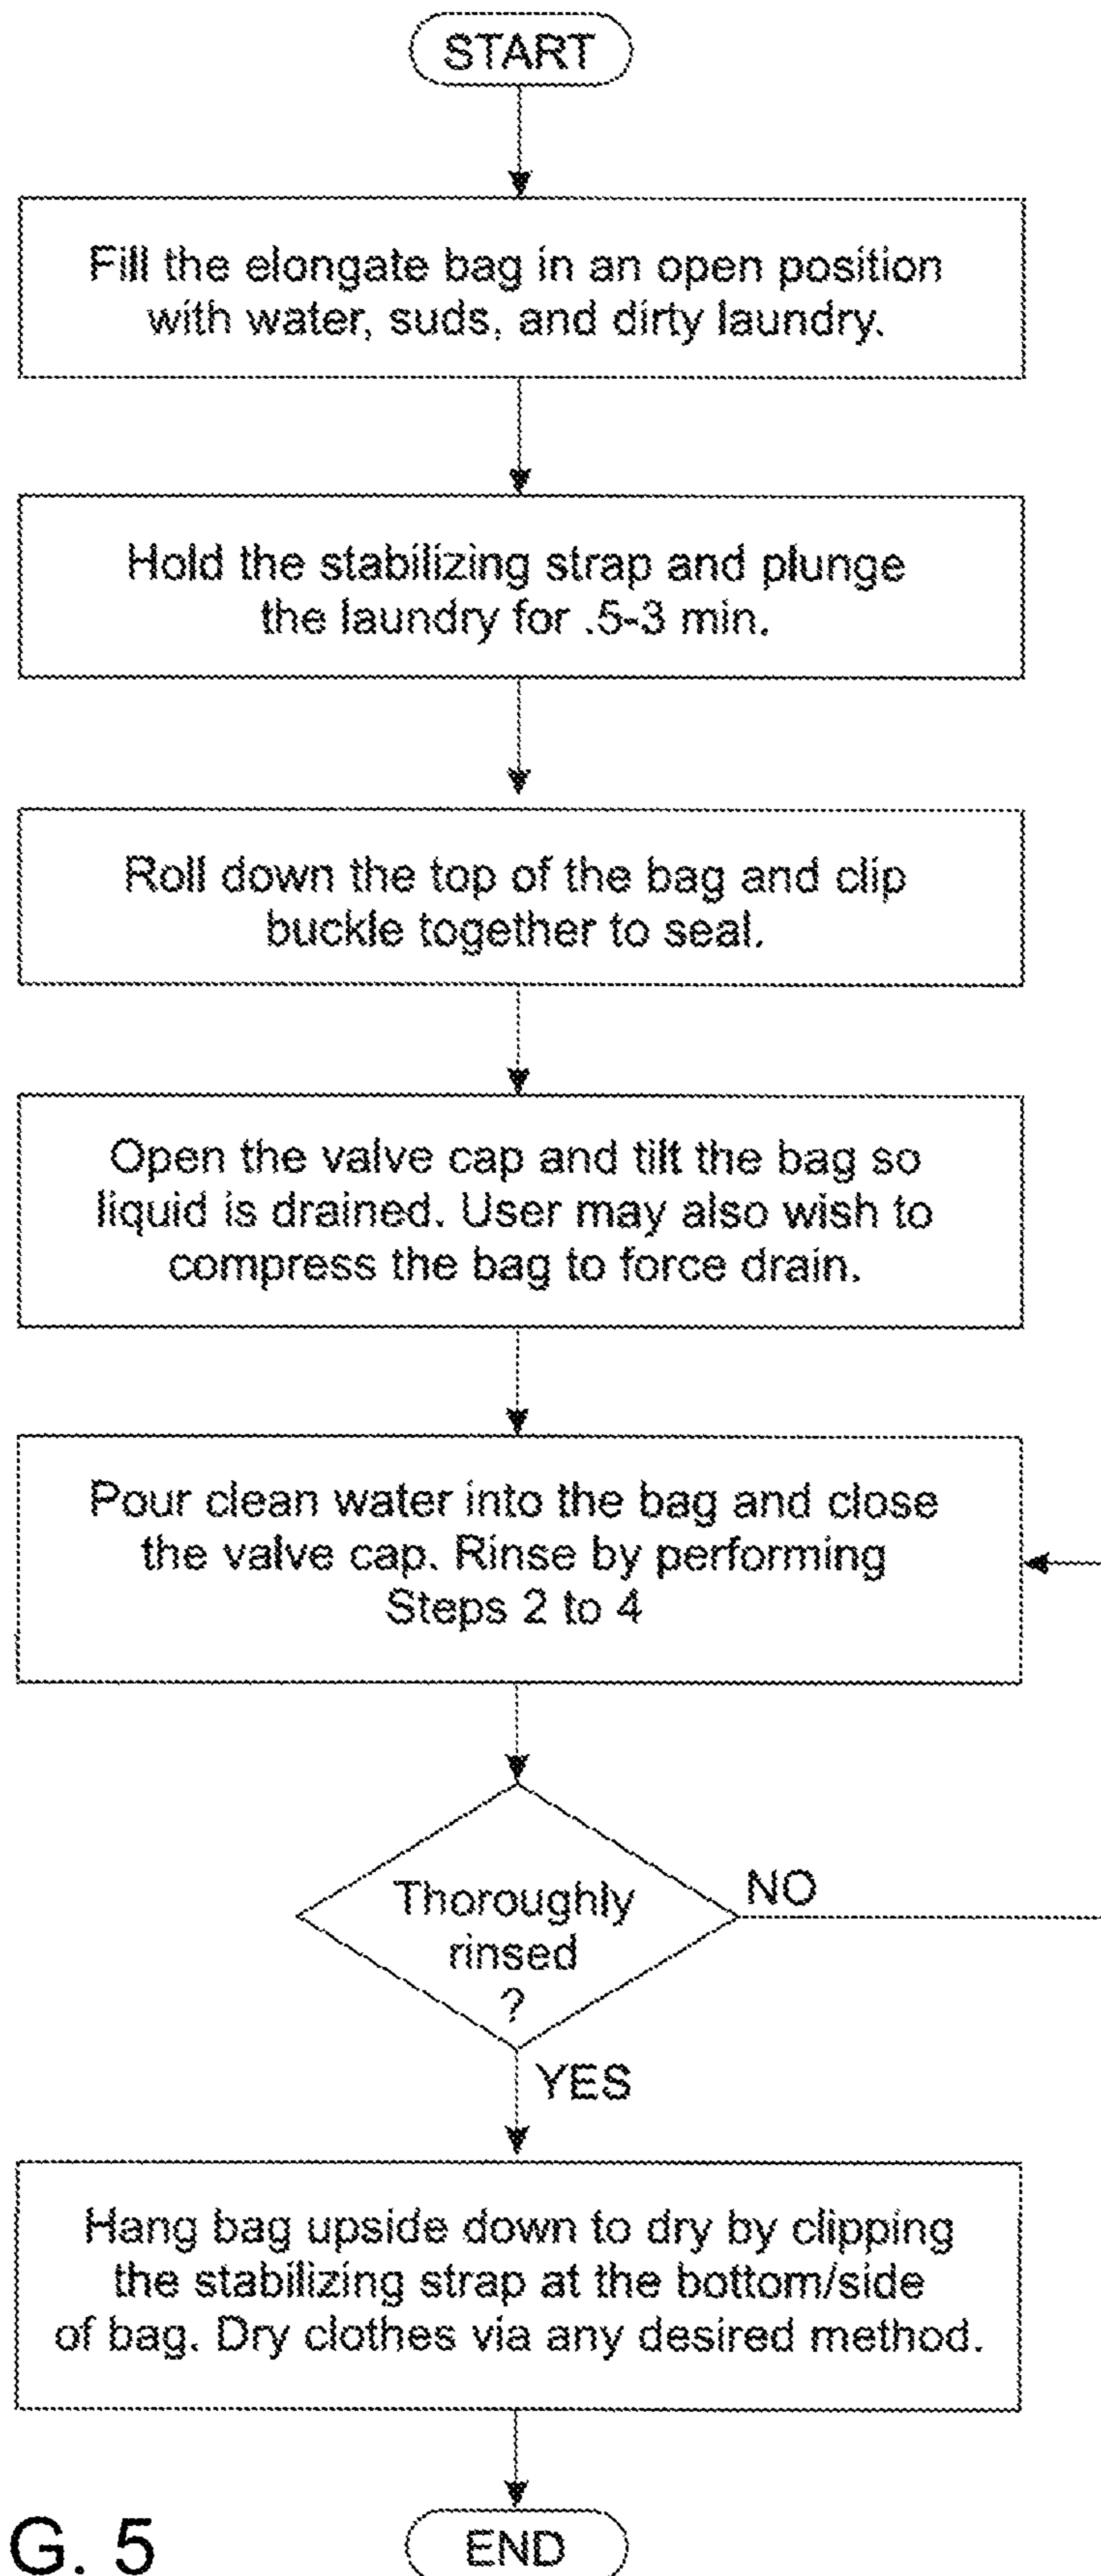 START
Fill the elongate bag in an open position
with water, suds, and dirty laundry.
Hold the stabilizing strap and plunge
the laundry for .5-3 min.
Roll down the top of the bag and clip
buckle together to seal.
Open the valve cap and tilt the bag so
liquid is drained. User may also wish to
compress the bag to force drain.
Pour clean water into the bag and close
the valve cap. Rinse by performing
Steps 2 to 4
Thoroughly
rinsed
?
NO
YES
Hang bag upside down to dry by clipping
the stabilizing strap at the bottom/side
of bag. Dry clothes via any desired method.
G. 5
END